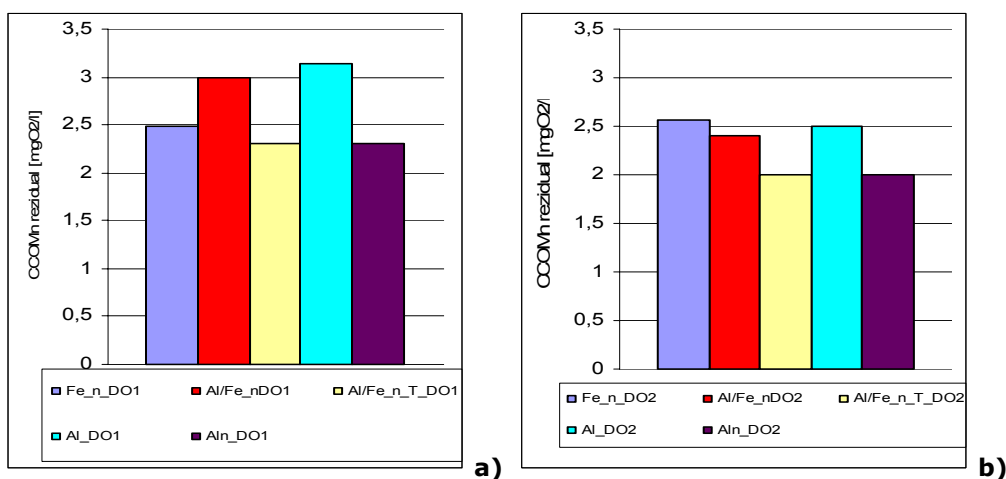 3,5
3
2,5
2
1,5
1
0,5
0
CCOMn rezidual [mgO2/l]
Fe_n_DO1 Al/Fe_nDO1 Al/Fe_n_T_DO1
Al_DO1 Aln_DO1
a)
3,5
3
2,5
2
1,5
1
0,5
0
CCOMn rezidual [mgO2/l
Fe_n_DO2 Al/Fe_nDO2 Al/Fe_n_T_DO2
Al_DO2 Aln_DO2
b)